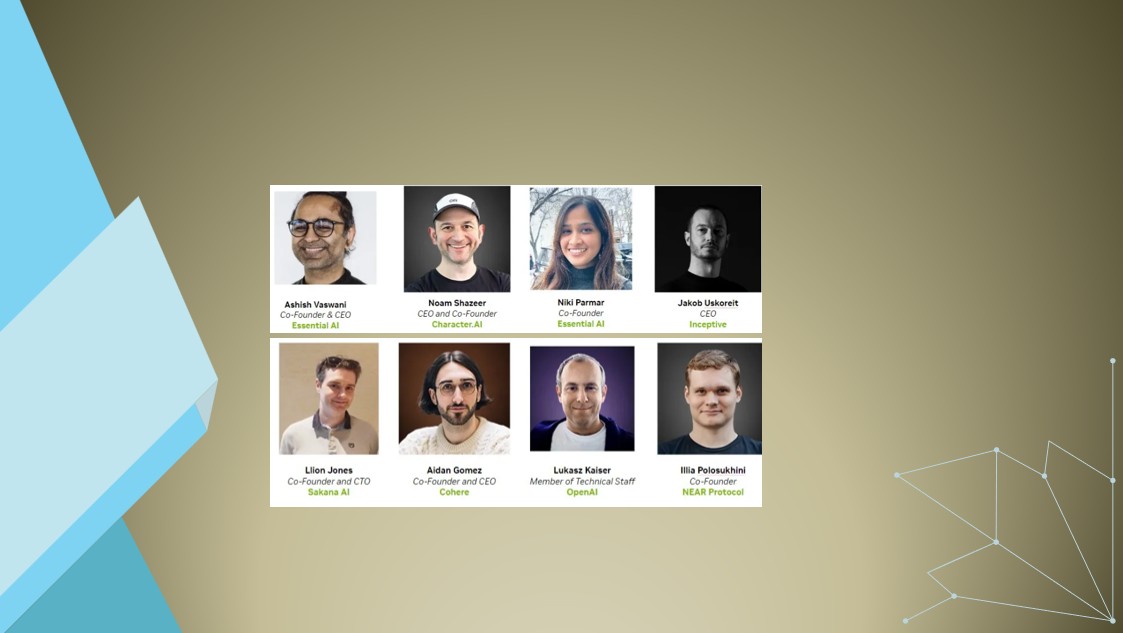 Ashish Vaswani
Co-Founder & CEO
Essential AI
Noam Shazeer
CEO and Co-Founder
Character.AI
Niki Parmar
Co-Founder
Essential AI
Jakob Uskoreit
CEO
Inceptive
Llion Jones
Co-Founder and CTO
Sakana AI
Aidan Gomez
Co-Founder and CEO
Cohere
Lukasz Kaiser
Member of Technical Staff
OpenAI
Illia Polosukhini
Co-Founder
NEAR Protocol